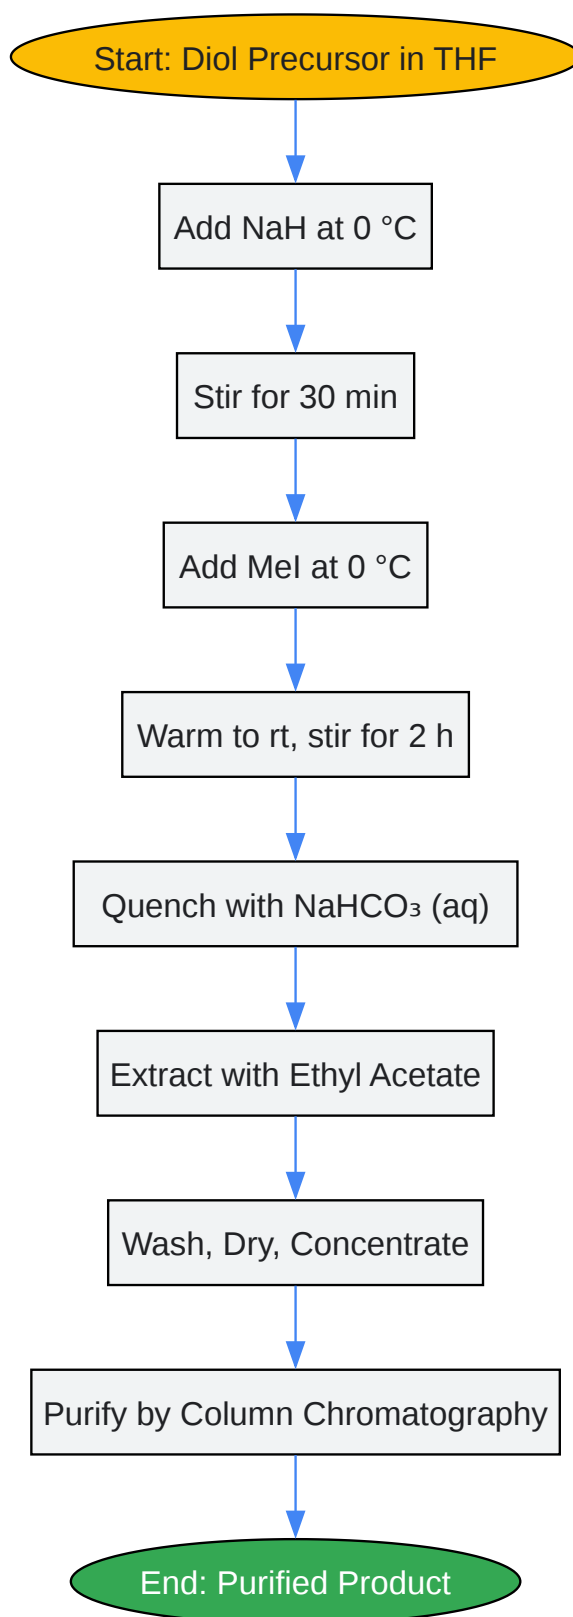 Start: Diol Precursor in THF
Add NaH at 0 °C
Stir for 30 min
Add MeI at 0 °C
Warm to rt, stir for 2 h
Quench with NaHCO₃ (aq)
Extract with Ethyl Acetate
Wash, Dry, Concentrate
Purify by Column Chromatography
End: Purified Product